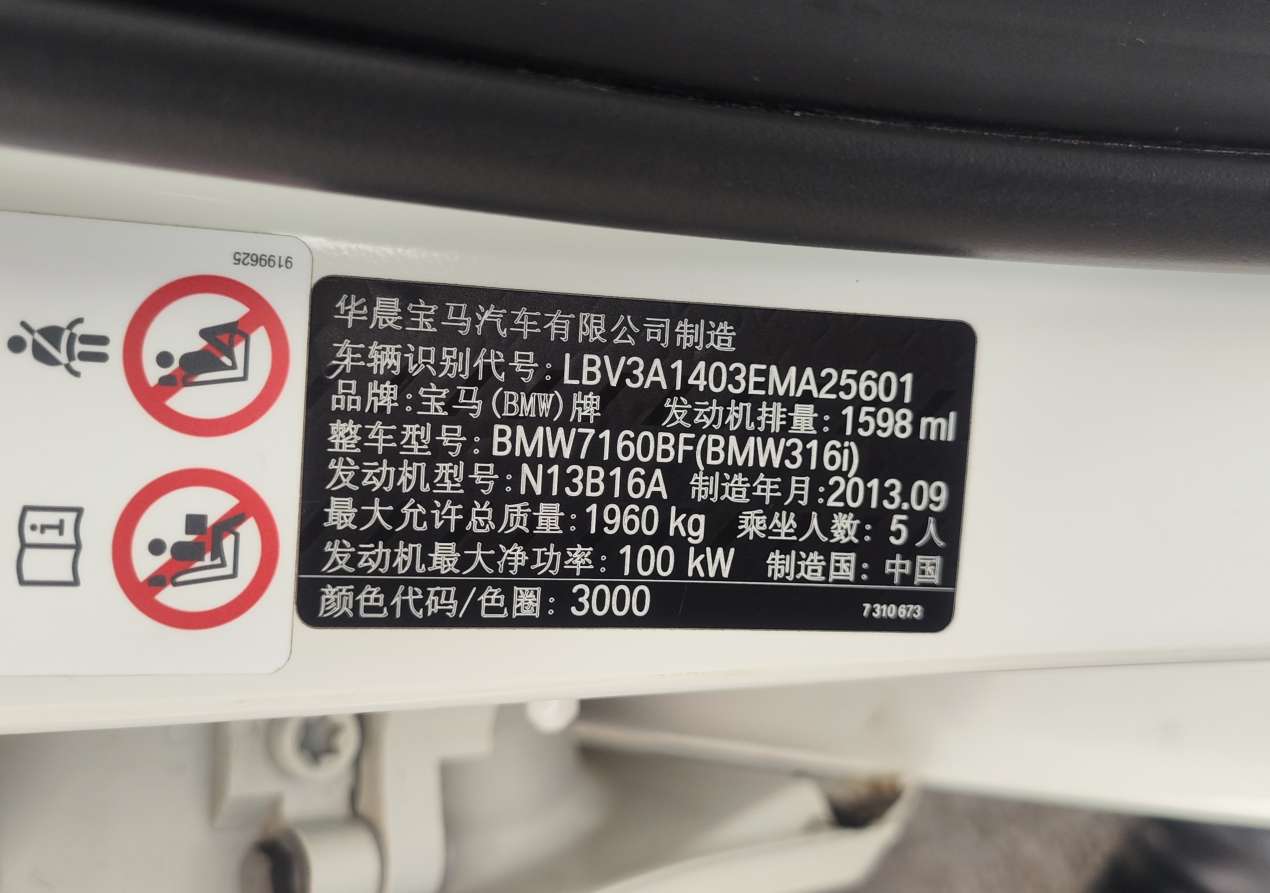 9199625
华晨宝马汽车有限公司制造
车辆识别代号:LBV3A1403EMA25601
品牌:宝马(BMW)牌 发动机排量:1598 ml
整车型号:BMW7160BF(BMW316i)
发动机型号:N13B16A 制造年月:2013.09
最大允许总质量:1960 kg 乘坐人数: 5 人
发动机最大净功率:100 kW 制造国: 中国
颜色代码/色圈: 3000 7 310 673